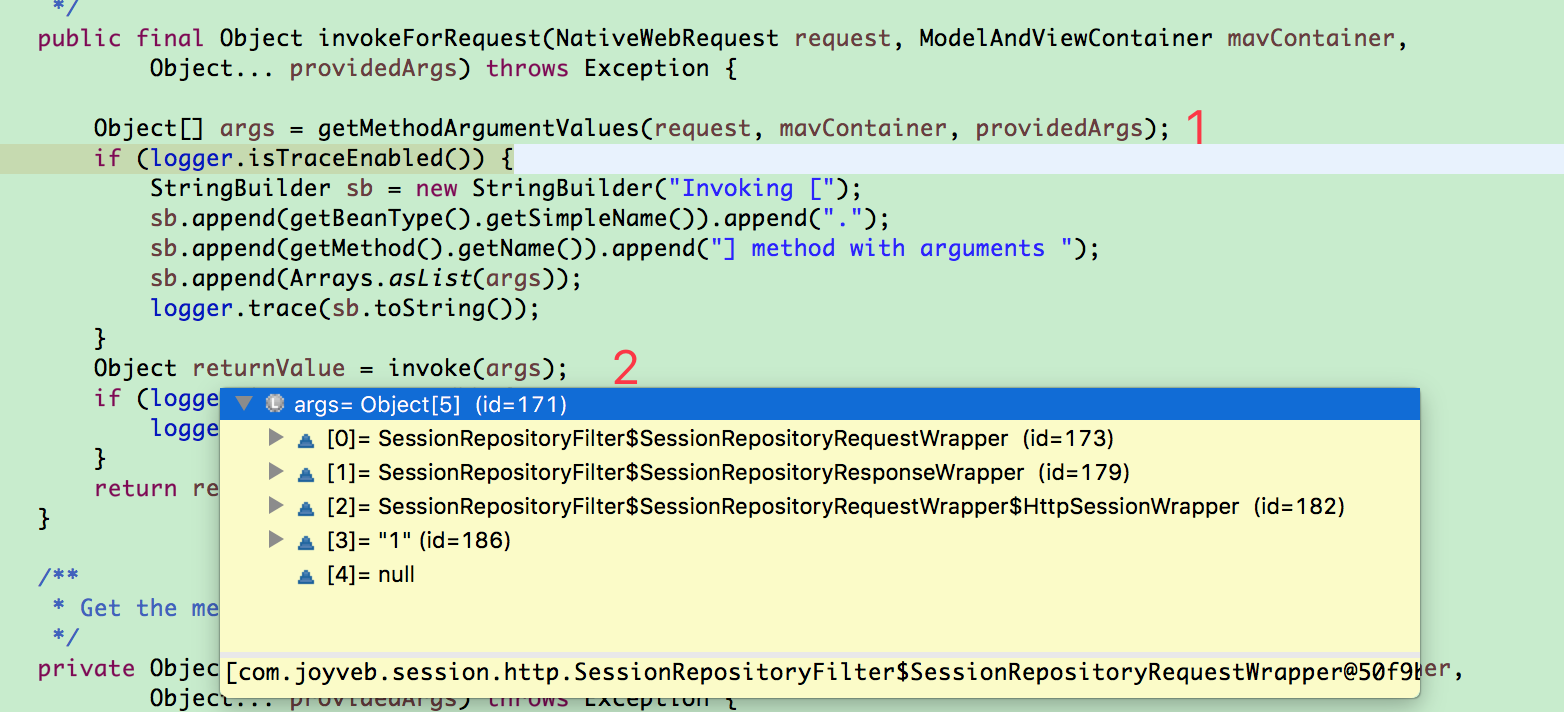 */
public final Object invokeForRequest(NativeWebRequest request, ModelAndViewContainer mavContainer,
Object... providedArgs) throws Exception {
Object[] args = getMethodArgumentValues(request, mavContainer, providedArgs); 1
if (logger.isTraceEnabled()) {
StringBuilder sb = new StringBuilder("Invoking [");
sb.append(getBeanType().getSimpleName()).append(".");
sb.append(getMethod().getName()).append("] method with arguments ");
sb.append(Arrays.asList(args));
logger.trace(sb.toString());
}
Object returnValue = invoke(args); 2
if (logge
args= Object[5] (id=171)
logge
[0]= SessionRepositoryFilter$SessionRepositoryRequestWrapper (id=173)
}
[1]= SessionRepositoryFilter$SessionRepositoryResponseWrapper (id=179)
return re
[2]= SessionRepositoryFilter$SessionRepositoryRequestWrapper$HttpSessionWrapper (id=182)
}
[3]= "1" (id=186)
[4]= null
/**
* Get the me
*/
private Objec
[com.joyveb.session.http.SessionRepositoryFilter$SessionRepositoryRequestWrapper@50f9b
er,
Object... providedArgs) throws Exception {